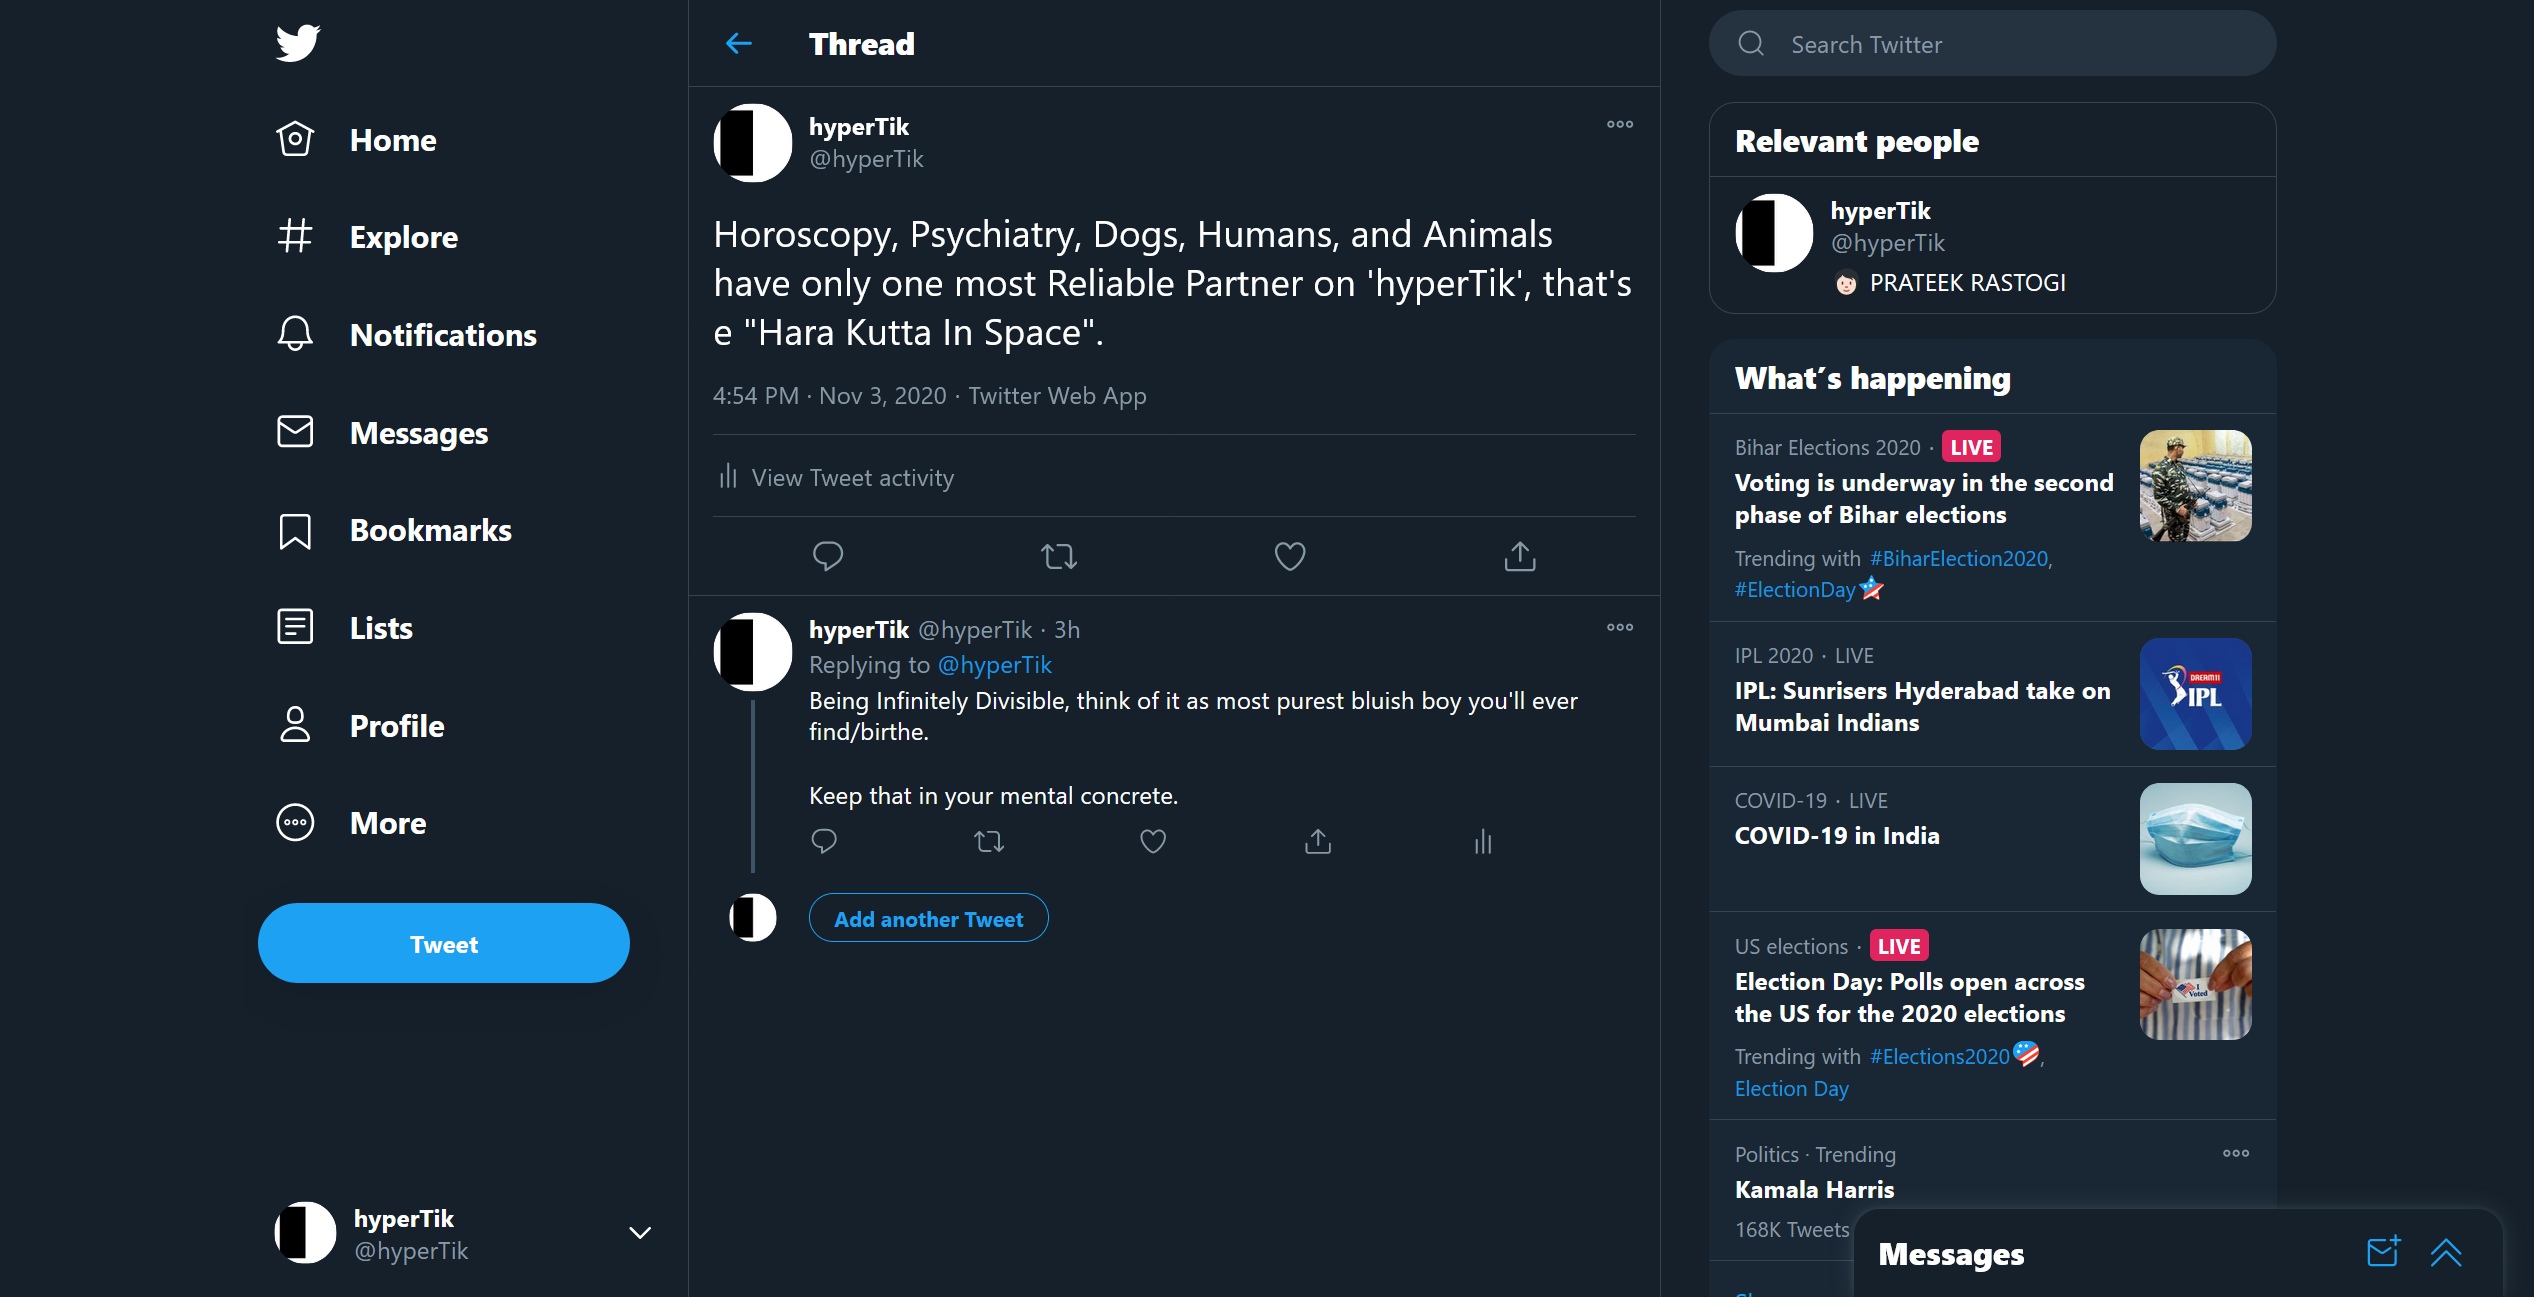 Home
Explore
Notifications
Messages
Bookmarks
Lists
Profile
More
Tweet
hyperTik
@hyperTik
Thread
hyperTik
@hyperTik
Horoscopy, Psychiatry, Dogs, Humans, and Animals
have only one most Reliable Partner on 'hyperTik', that's
e "Hara Kutta In Space".
4:54 PM · Nov 3, 2020 · Twitter Web App
View Tweet activity
hyperTik @hyperTik · 3h
Replying to @hyperTik
Being Infinitely Divisible, think of it as most purest bluish boy you'll ever
find/birthe.
Keep that in your mental concrete.
Add another Tweet
Search Twitter
Relevant people
hyperTik
@hyperTik
PRATEEK RASTOGI
What's happening
Bihar Elections 2020 · LIVE
Voting is underway in the second
phase of Bihar elections
Trending with #BiharElection2020,
#ElectionDay
IPL 2020 · LIVE
IPL: Sunrisers Hyderabad take on
Mumbai Indians
DREAM11
IPL
COVID-19 · LIVE
COVID-19 in India
US elections · LIVE
Election Day: Polls open across
the US for the 2020 elections
I
Voted
Trending with #Elections2020,
Election Day
Politics · Trending
Kamala Harris
168K Tweets
Messages